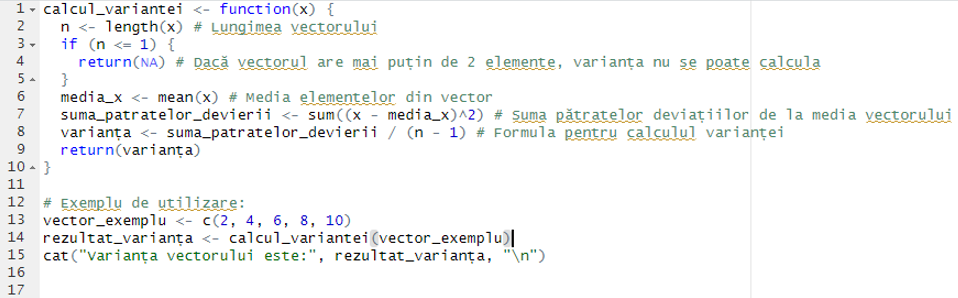 1 calcul_variantei <- function(x) {
2 n <- length(x) # Lungimea vectorului
3 if (n <= 1) {
4 return(NA) # Dacă vectorul are mai puțin de 2 elemente, varianța nu se poate calcula
5 }
6 media_x <- mean(x) # Media elementelor din vector
7 suma_patratelor_devierii <- sum((x - media_x)^2) # Suma pătratelor deviațiilor de la media vectorului
8 varianța <- suma_patratelor_devierii / (n - 1) # Formula pentru calculul varianței
9 return(varianța)
10 }
11
12 # Exemplu de utilizare:
13 vector_exemplu <- c(2, 4, 6, 8, 10)
14 rezultat_varianța <- calcul_variantei(vector_exemplu)
15 cat("Varianța vectorului este:", rezultat_varianța, "\n")
16
17